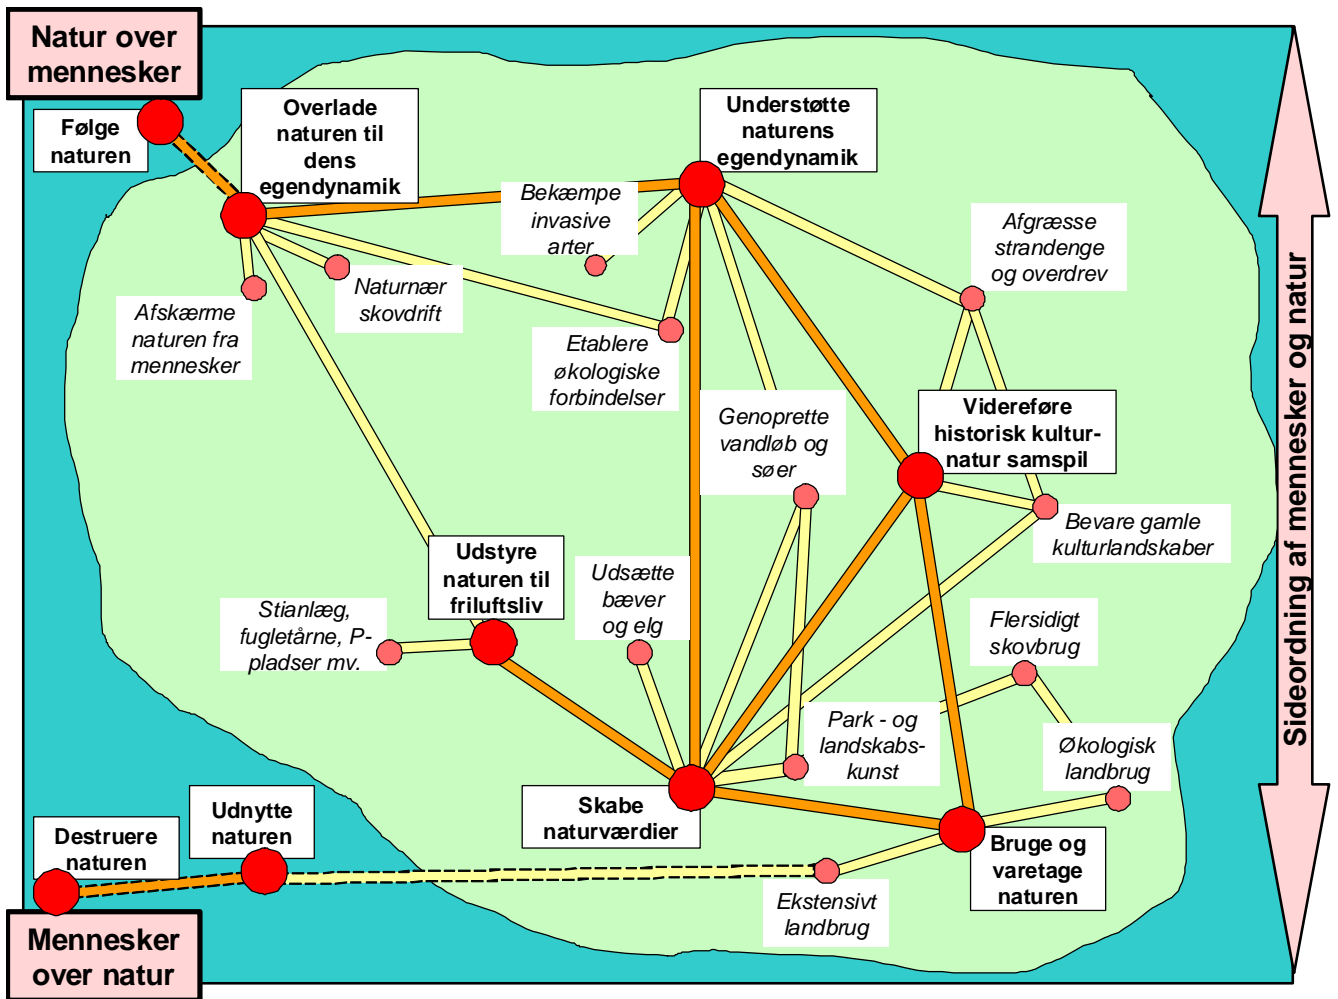 Natur over
mennesker
Følge
naturen
Overlade
naturen til
dens
egendynamik
Understøtte
naturens
egendynamik
Bekæmpe
invasive
arter
Afgræsse
strandenge
og overdrev
Naturnær
skovdrift
Afskærme
naturen fra
mennesker
Etablere
økologiske
forbindelser
Genoprette
vandløb og
søer
Videreføre
historisk kultur-
natur samspil
Bevare gamle
kulturlandskaber
Udstyre
naturen til
friluftsliv
Udsætte
bæver
og elg
Stianlæg,
fugletårne, P-
pladser mv.
Flersidigt
skovbrug
Park - og
landskabs-
kunst
Økologisk
landbrug
Skabe
naturværdier
Udnytte
naturen
Destruere
naturen
Bruge og
varetage
naturen
Ekstensivt
landbrug
Mennesker
over natur
Sideordning af mennesker og natur